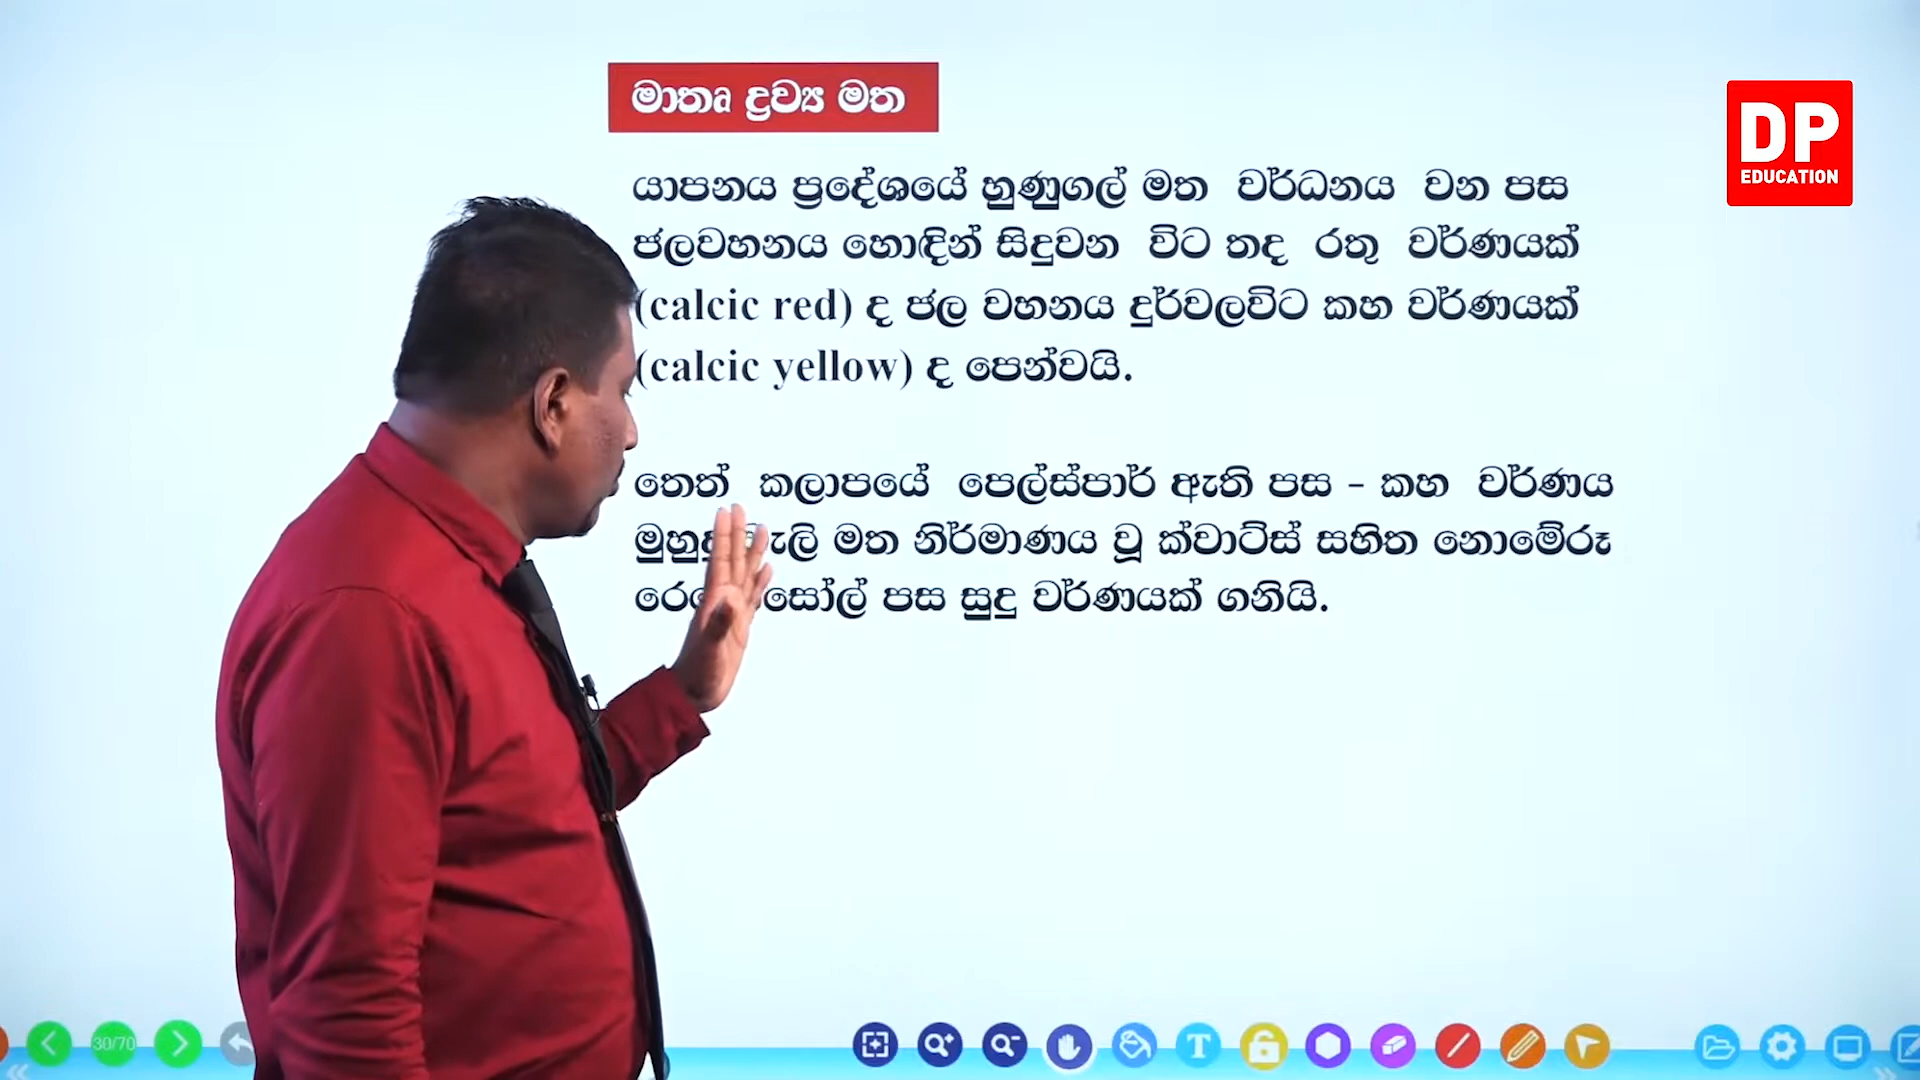 මාතෘ ද්‍රව්‍ය මත
DP
EDUCATION
යාපනය ප්‍රදේශයේ හුණුගල් මත වර්ධනය වන පස
ජලවහනය හොඳින් සිදුවන විට තද රතු වර්ණයක්
(calcic red) ද ජල වහනය දුර්වලවිට කහ වර්ණයක්
(calcic yellow) ද පෙන්වයි.
තෙත් කලාපයේ පෙල්ස්පාර් ඇති පස - කහ වර්ණය
මත නිර්මාණය වූ ක්වාට්ස් සහිත නොමේරූ
පස සුදු වර්ණයක් ගනියි.
30/70
T